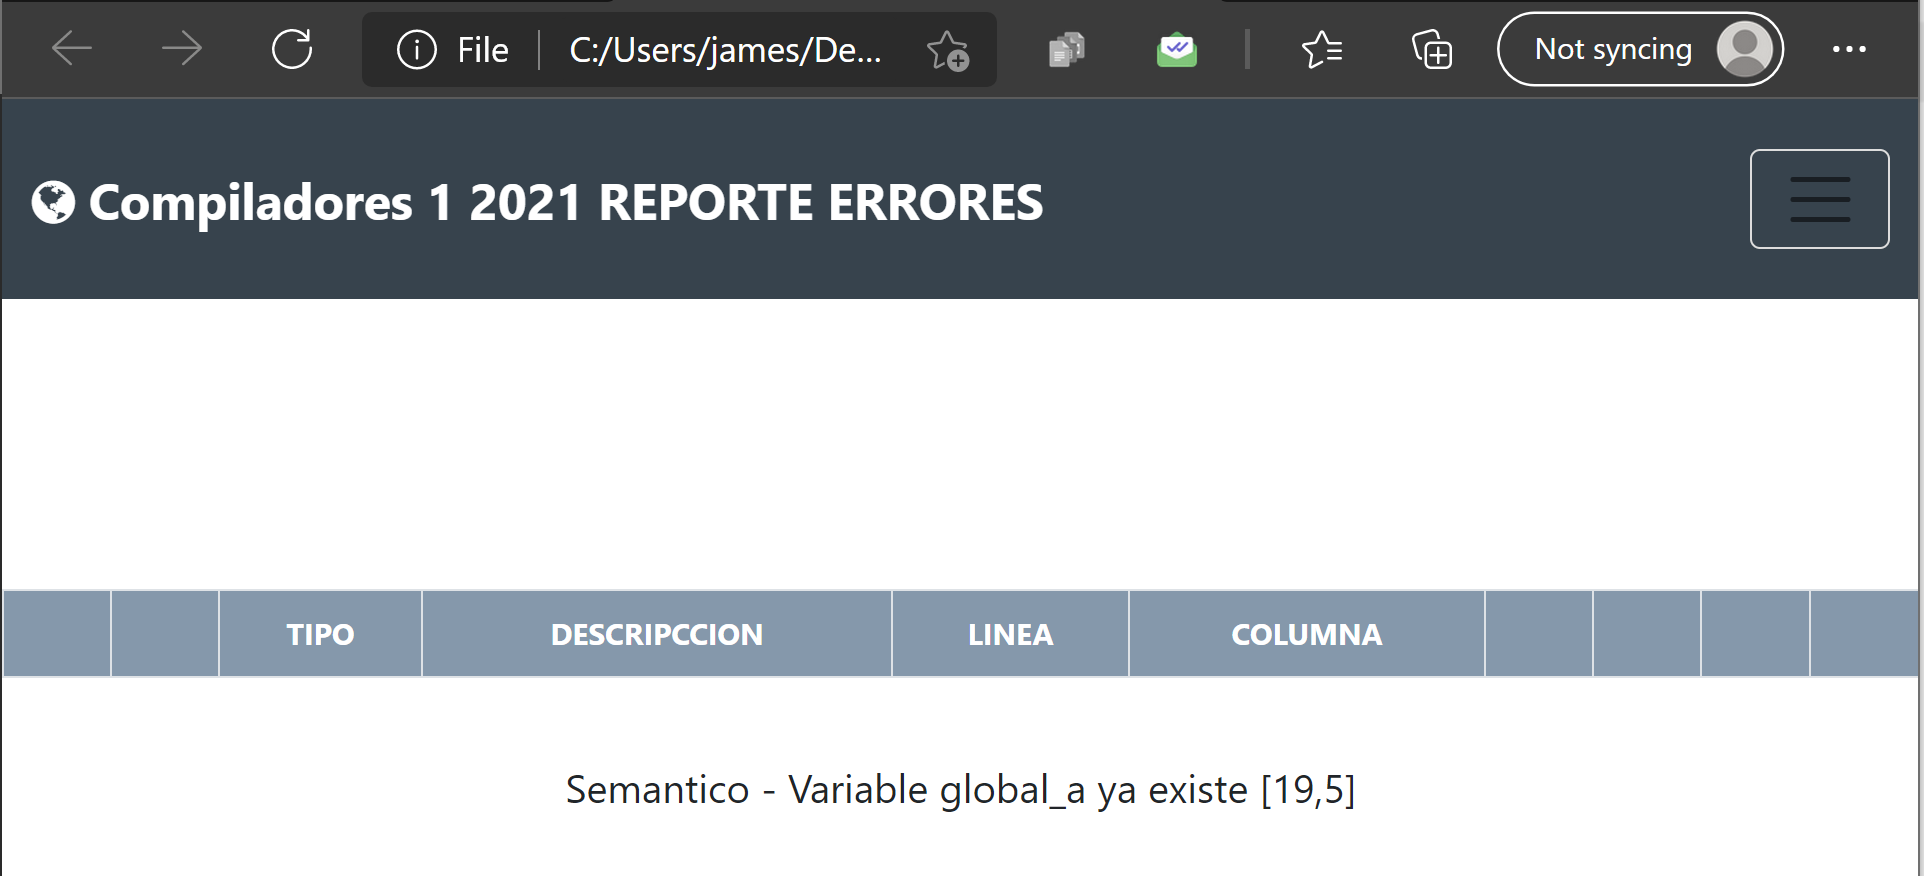 File C:/Users/james/De... Not syncing
Compiladores 1 2021 REPORTE ERRORES
TIPO DESCRIPCCION LINEA COLUMNA
Semantico - Variable global_a ya existe [19,5]